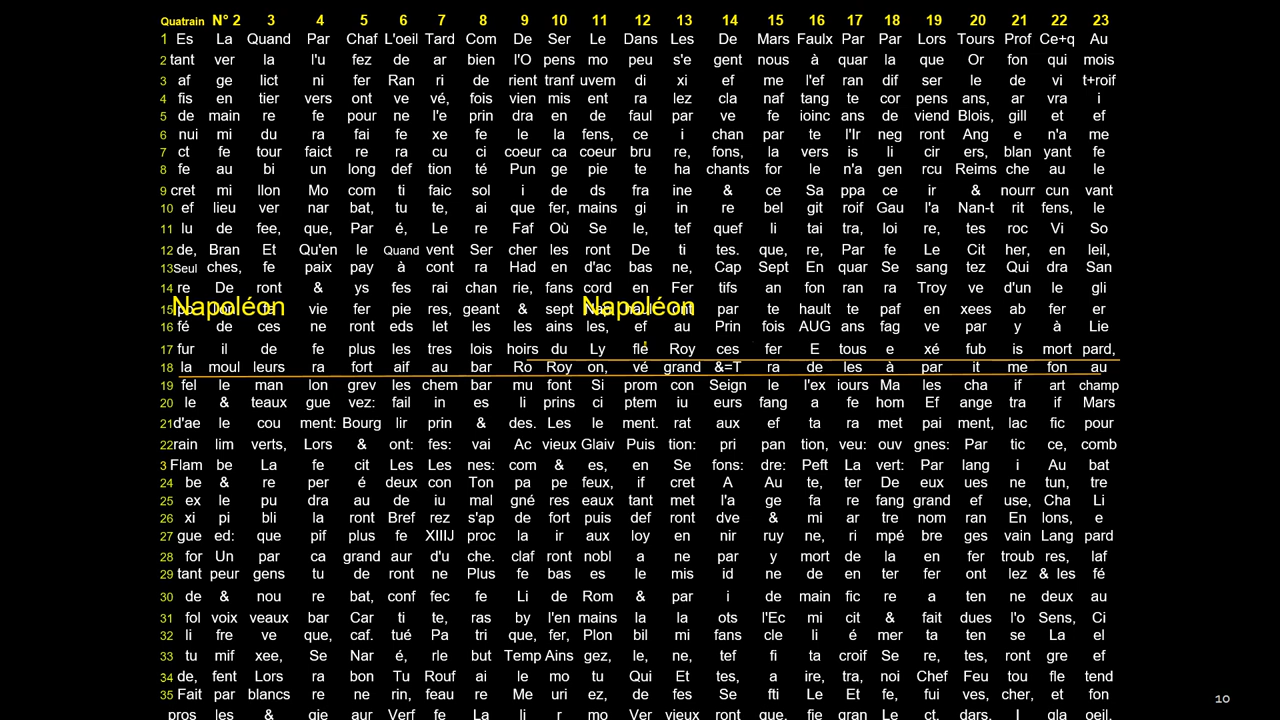 Quatrain N° 2 3 4 5 6 7 8 9 10 11 12 13 14 15 16 17 18 19 20 21 22 23
1 Es La Quand Par Chaf L'oeil Tard Com De Ser Le Dans Les De Mars Faulx Par Par Lors Tours Prof Ce+q Au
2 tant ver la l'u fez de ar bien l'O pens mo peu s'e gent nous à quar la que Or fon qui mois
3 af ge lict ni fer Ran ri de rient tranf uvem di xi ef me l'ef ran dif ser le de vi t+roif
4 fis en tier vers ont ve vé, fois vien mis ent ra lez cla naf tang te cor pens ans, ar vra i
5 de main re fe pour ne l'e prin dra en de faul par ve fe ioinc ans de viend Blois, gill et ef
6 nui mi du ra fai fe xe fe le la fens, ce i chan par te l'Ir neg ront Ang e n'a me
7 ct fe tour faict re ra cu ci coeur ca coeur bru re, fons, la vers is li cir ers, blan yant fe
8 fe au bi un long def tion té Pun ge pie te ha chants for le n'a gen rcu Reims che au le
9 cret mi llon Mo com ti faic sol i de ds fra ine & ce Sa ppa ce ir & nourr cun vant
10 ef lieu ver nar bat, tu te, ai que fer, mains gi in re bel git roif Gau l'a Nan-t rit fens, le
11 lu de fee, que, Par é, Le re Faf Où Se le, tef quef li tai tra, loi re, tes roc Vi So
12 de, Bran Et Qu'en le Quand vent Ser cher les ront De ti tes. que, re, Par fe Le Cit her, en leil,
13 Seul ches, fe paix pay à cont ra Had en d'ac bas ne, Cap Sept En quar Se sang tez Qui dra San
14 re De ront & ys fes rai chan rie, fans cord en Fer tifs an fon ran ra Troy ve d'un le gli
Napoléon Napoléon
15 po vie fer pie res, geant & sept ont par te hault te paf en xees ab fer er
16 fé de ces ne ront eds let les les ains les, ef au Prin fois AUG ans fag ve par y à Lie
17 fur il de fe plus les tres lois hoirs du Ly fle Roy ces fer E tous e xé fub is mort pard,
18 la moul leurs ra fort aif au bar Ro Roy on, vé grand &=T ra de les à par it me fon au
19 fel le man lon grev les chem bar mu font Si prom con Seign le l'ex iours Ma les cha if art champ
20 le & teaux gue vez: fail in es li prins ci ptem iu eurs fang a fe hom Ef ange tra if Mars
21 d'ae le cou ment: Bourg lir prin & des. Les le ment. rat aux ef ta ra met pai ment, lac fic pour
22 rain lim verts, Lors & ont: fes: vai Ac vieux Glaiv Puis tion: pri pan tion, veu: ouv gnes: Par tic ce, comb
3 Flam be La fe cit Les Les nes: com & es, en Se fons: dre: Peft La vert: Par lang i Au bat
24 be & re per é deux con Ton pa pe feux, if cret A Au te, ter De eux ues ne tun, tre
25 ex le pu dra au de iu mal gné res eaux tant met l'a ge fa re fang grand ef use, Cha Li
26 xi pi bli la ront Bref rez s'ap de fort puis def ront dve & mi ar tre nom ran En lons, e
27 gue ed: que pif plus fe XIIIJ proc la ir aux loy en nir ruy ne, ri mpé bre ges vain Lang pard
28 for Un par ca grand aur d'u che. claf ront nobl a ne par y mort de la en fer troub res, laf
29 tant peur gens tu de ront ne Plus fe bas es le mis id ne de en ter fer ont lez & les fé
30 de & nou re bat, conf fec fe Li de Rom & par i de main fic re a ten ne deux au
31 fol voix veaux bar Car ti te, ras by l'en mains la la ots l'Ec mi cit & fait dues l'o Sens, Ci
32 li fre ve que, caf. tué Pa tri que, fer, Plon bil mi fans cle li é mer ta ten se La el
33 tu mif xee, Se Nar é, rle but Temp Ains gez, le, ne, tef fi ta croif Se re, tes, ront gre ef
34 de, fent Lors ra bon Tu Rouf ai le mo tu Qui Et tes, a ire, tra, noi Chef Feu tou fle tend
35 Fait par blancs re ne rin, feau re Me uri ez, de fes Se fti Le Et fe, fui ves, cher, et fon
pros les & gie aur Verf fe La li r mo Ver vieux ront que, fie gran Le ct, dars, I gla oeil,
10